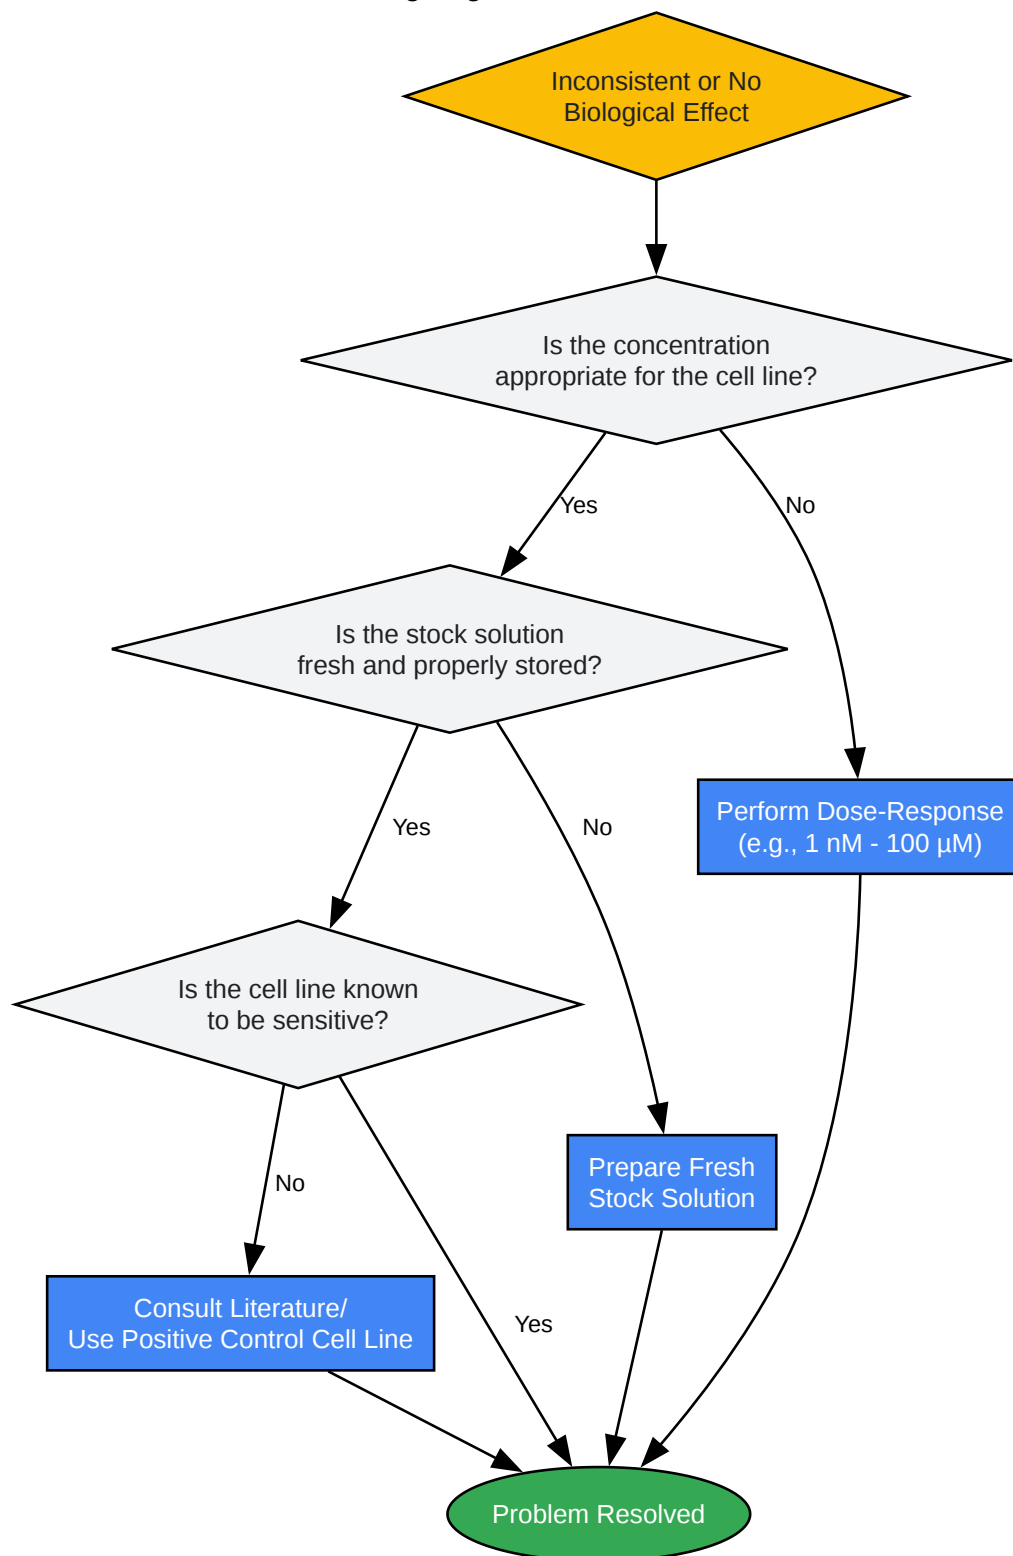 Inconsistent or No
Biological Effect
Is the concentration
appropriate for the cell line?
Yes
No
Is the stock solution
fresh and properly stored?
Yes
No
Perform Dose-Response
(e.g., 1 nM - 100 µM)
Is the cell line known
to be sensitive?
No
Prepare Fresh
Stock Solution
Consult Literature/
Use Positive Control Cell Line
Yes
Problem Resolved